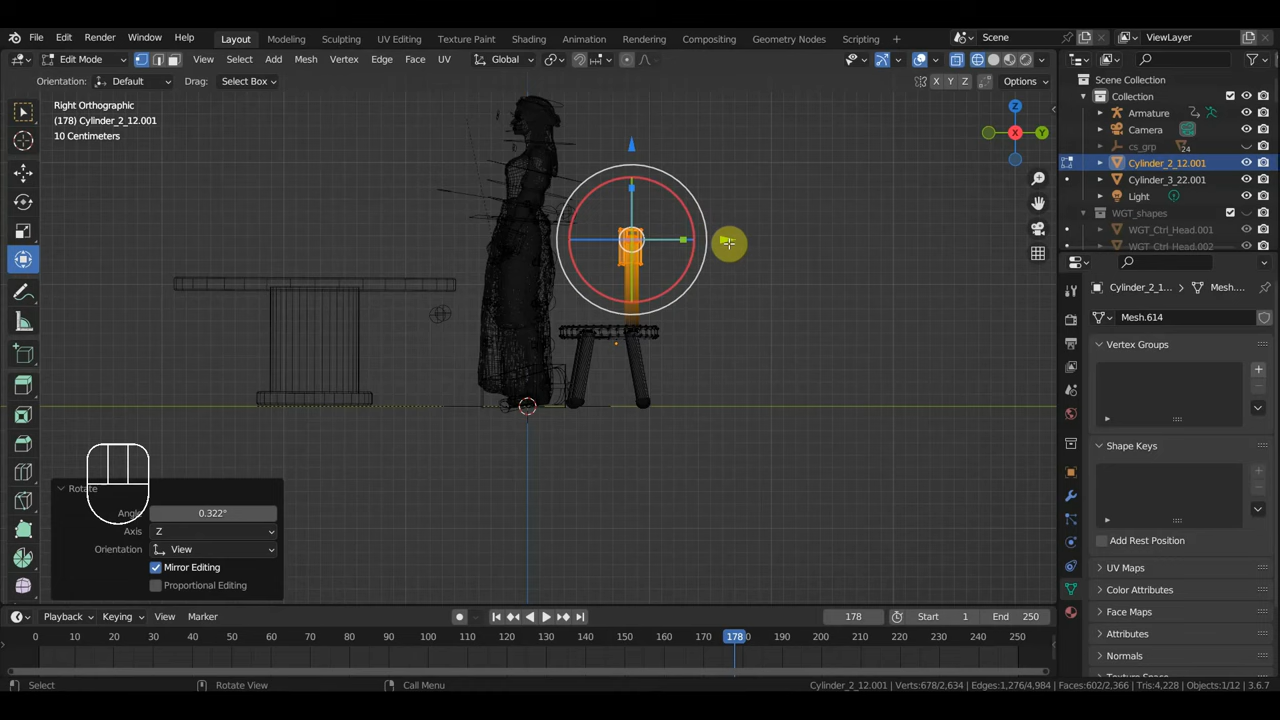 File Edit Render Window Help Layout Modeling Sculpting UV Editing Texture Paint Shading Animation Rendering Compositing Geometry Nodes Scripting Scene ViewLayer
Edit Mode View Select Add Mesh Vertex Edge Face UV Global
Orientation: Default Drag: Select Box X Y Z Options
Right Orthographic
(178) Cylinder_2_12.001
10 Centimeters
Z
X
Y
Scene Collection
Collection
Armature
Camera
cs_grp 24
Cylinder_2_12.001
Cylinder_3_22.001
Light
WGT_shapes
WGT_Ctrl_Head.001
WGT_Ctrl_Head.002
Cylinder_2_1... Mesh....
Mesh.614
Vertex Groups
Shape Keys
Add Rest Position
UV Maps
Color Attributes
Face Maps
Attributes
Normals
Texture Space
Rotate
Angle 0.322°
Axis Z
Orientation View
Mirror Editing
Proportional Editing
Playback Keying View Marker 178 Start 1 End 250
0 10 20 30 40 50 60 70 80 90 100 110 120 130 140 150 160 170 178 180 190 200 210 220 230 240 250
Select Rotate View Call Menu Cylinder_2_12.001 | Verts:678/2,634 | Edges:1,276/4,984 | Faces:602/2,366 | Tris:4,228 | Objects:1/12 | 3.6.7